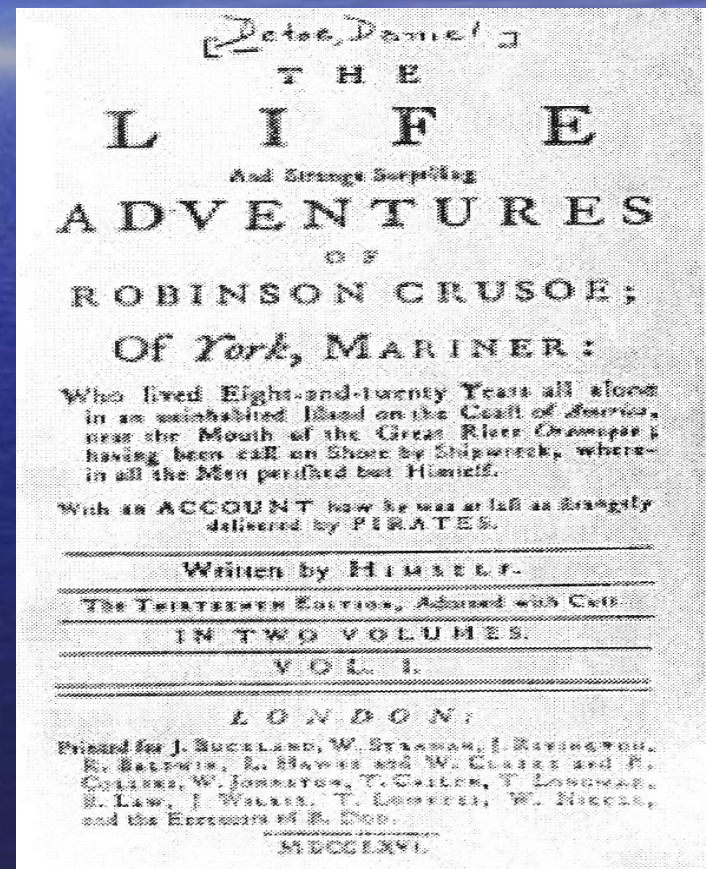 [Defoe, Daniel]
THE
LIFE
And Strange Surprising
ADVENTURES
OF
ROBINSON CRUSOE;
Of York, MARINER:
Who lived Eight-and-twenty Years all alone
in an uninhabited Island on the Coast of America,
near the Mouth of the Great River Oroonoque;
having been cast on Shore by Shipwreck, where-
in all the Men perished but Himself.
With an ACCOUNT how he was at last as strangely
delivered by PIRATES.
Written by HIMSELF.
The THIRTEENTH EDITION, Adorned with Cuts.
IN TWO VOLUMES.
VOL. I.
LONDON:
Printed for J. BUCKLAND, W. STRAHAN, J. RIVINGTON,
R. BALDWIN, L. HAWES and W. CLARKE and R.
COLLINS, W. JOHNSTON, T. CASLON, T. LONGMAN,
B. LAW, J. WILKIE, T. LOWNDES, W. NICOLL,
and the Executors of B. DOD.
MDCCLXVI.